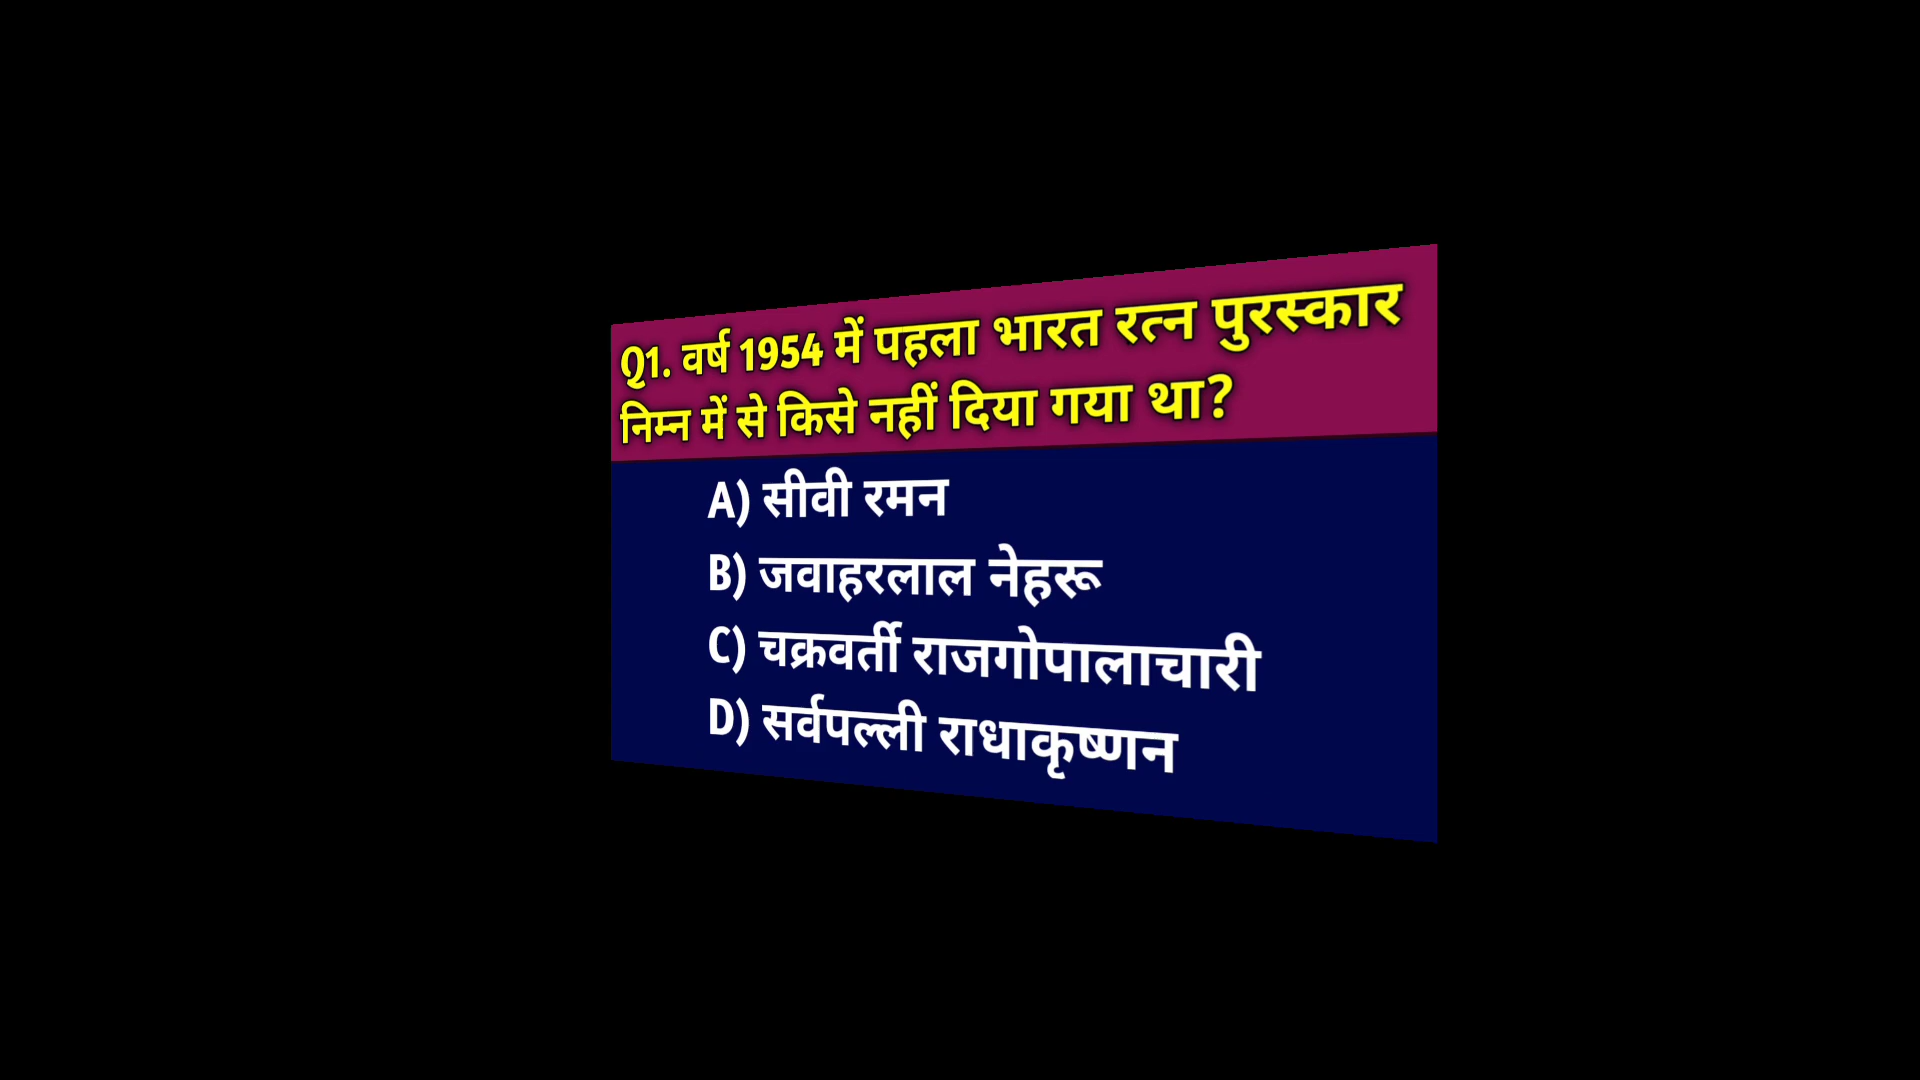 Q1. वर्ष 1954 में पहला भारत रत्न पुरस्कार
निम्न में से किसे नहीं दिया गया था?
A) सीवी रमन
B) जवाहरलाल नेहरू
C) चक्रवर्ती राजगोपालाचारी
D) सर्वपल्ली राधाकृष्णन